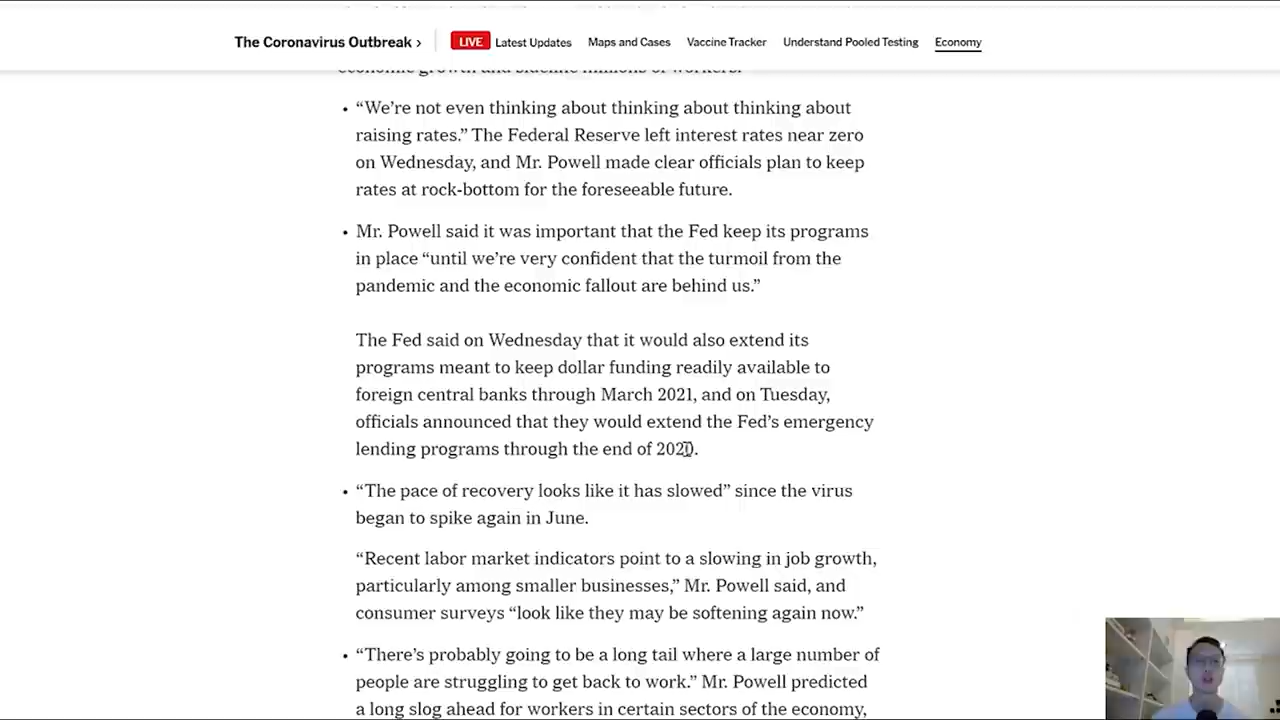 The Coronavirus Outbreak ›
LIVE Latest Updates
Maps and Cases
Vaccine Tracker
Understand Pooled Testing
Economy
economic growth and sideline millions of workers.
• “We’re not even thinking about thinking about thinking about
raising rates.” The Federal Reserve left interest rates near zero
on Wednesday, and Mr. Powell made clear officials plan to keep
rates at rock-bottom for the foreseeable future.
• Mr. Powell said it was important that the Fed keep its programs
in place “until we’re very confident that the turmoil from the
pandemic and the economic fallout are behind us.”
The Fed said on Wednesday that it would also extend its
programs meant to keep dollar funding readily available to
foreign central banks through March 2021, and on Tuesday,
officials announced that they would extend the Fed’s emergency
lending programs through the end of 2020.
• “The pace of recovery looks like it has slowed” since the virus
began to spike again in June.
“Recent labor market indicators point to a slowing in job growth,
particularly among smaller businesses,” Mr. Powell said, and
consumer surveys “look like they may be softening again now.”
• “There’s probably going to be a long tail where a large number of
people are struggling to get back to work.” Mr. Powell predicted
a long slog ahead for workers in certain sectors of the economy,